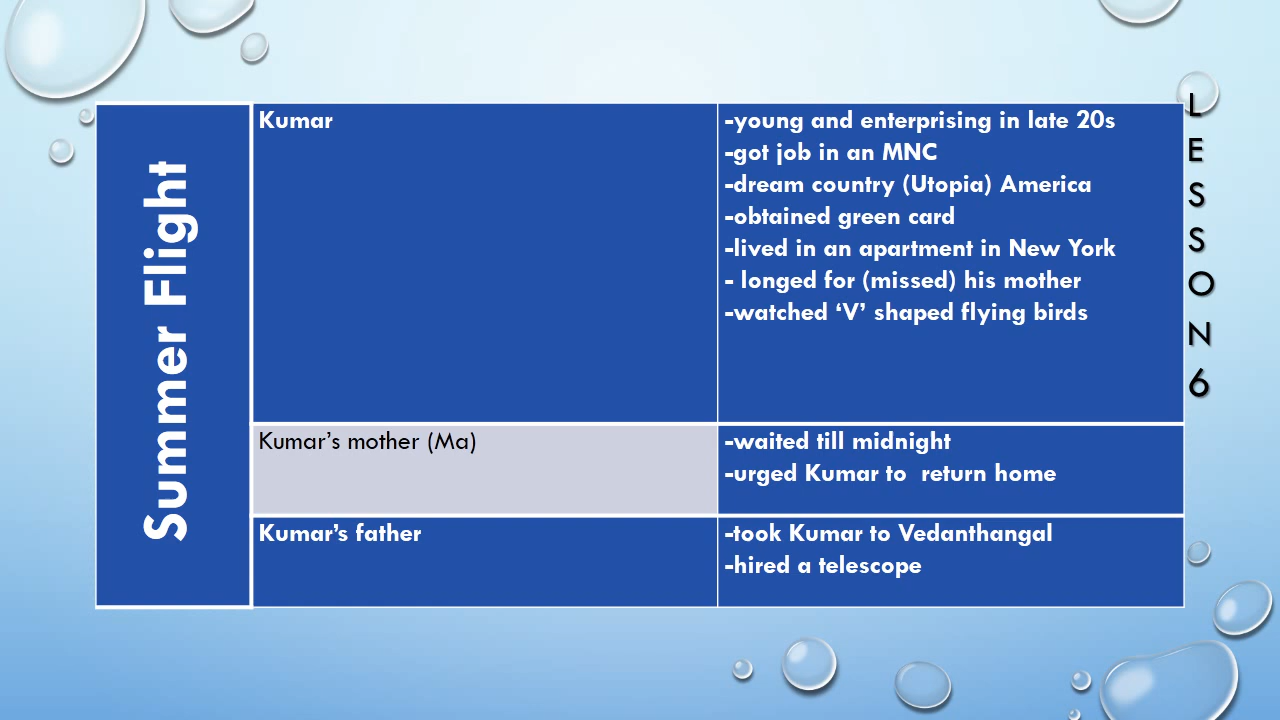 Summer Flight
Kumar
-young and enterprising in late 20s
-got job in an MNC
-dream country (Utopia) America
-obtained green card
-lived in an apartment in New York
- longed for (missed) his mother
-watched ‘V’ shaped flying birds
Kumar’s mother (Ma)
-waited till midnight
-urged Kumar to  return home
Kumar’s father
-took Kumar to Vedanthangal
-hired a telescope
LESSON 6